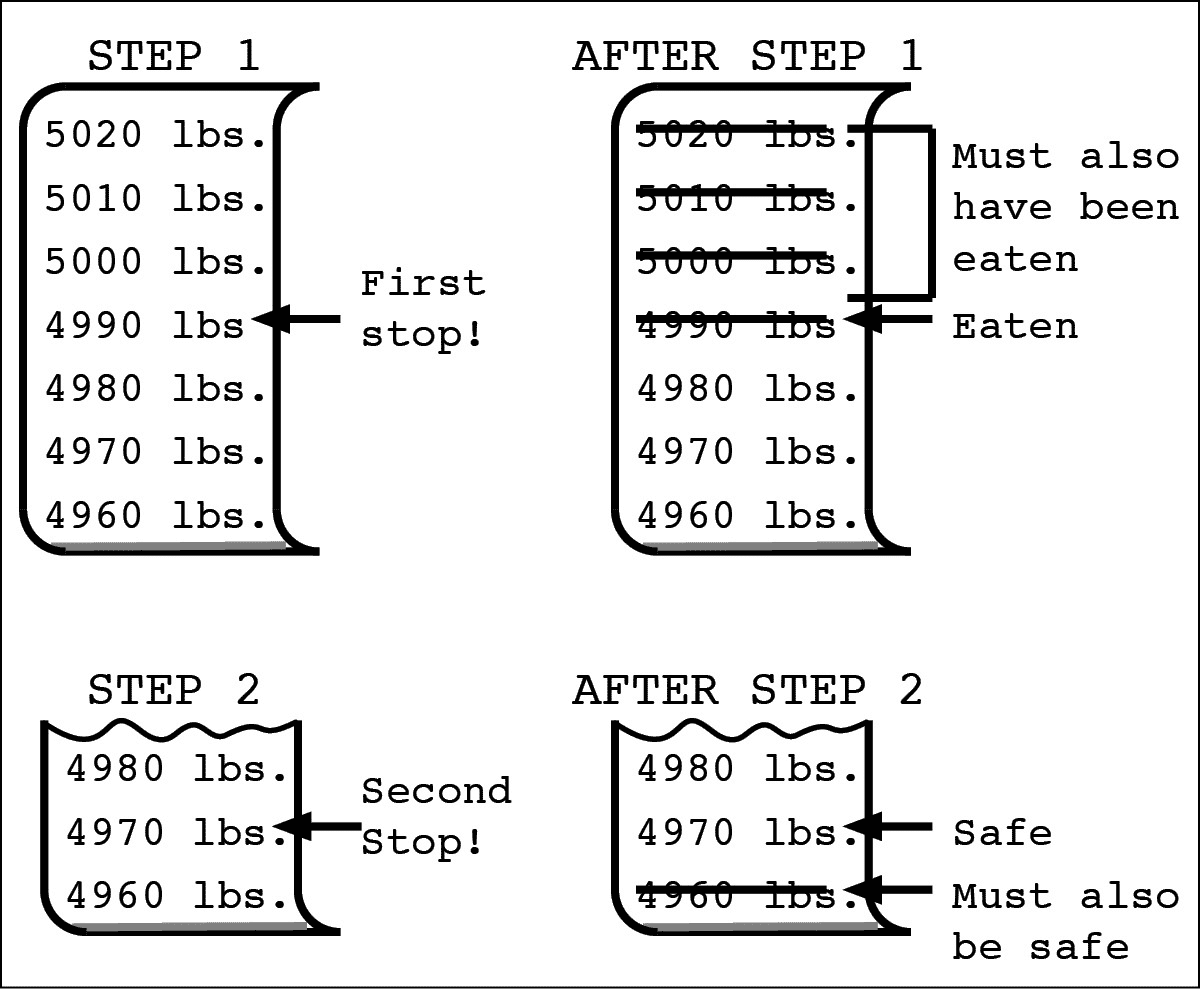 STEP 1
5020 lbs.
5010 lbs.
5000 lbs.
4990 lbs
4980 lbs.
4970 lbs.
4960 lbs.
First
stop!
AFTER STEP 1
5020 lbs.
5010 lbs.
5000 lbs.
4990 lbs
4980 lbs.
4970 lbs.
4960 lbs.
Must also
have been
eaten
Eaten
STEP 2
4980 lbs.
4970 lbs.
4960 lbs.
Second
Stop!
AFTER STEP 2
4980 lbs.
4970 lbs.
4960 lbs.
Safe
Must also
be safe